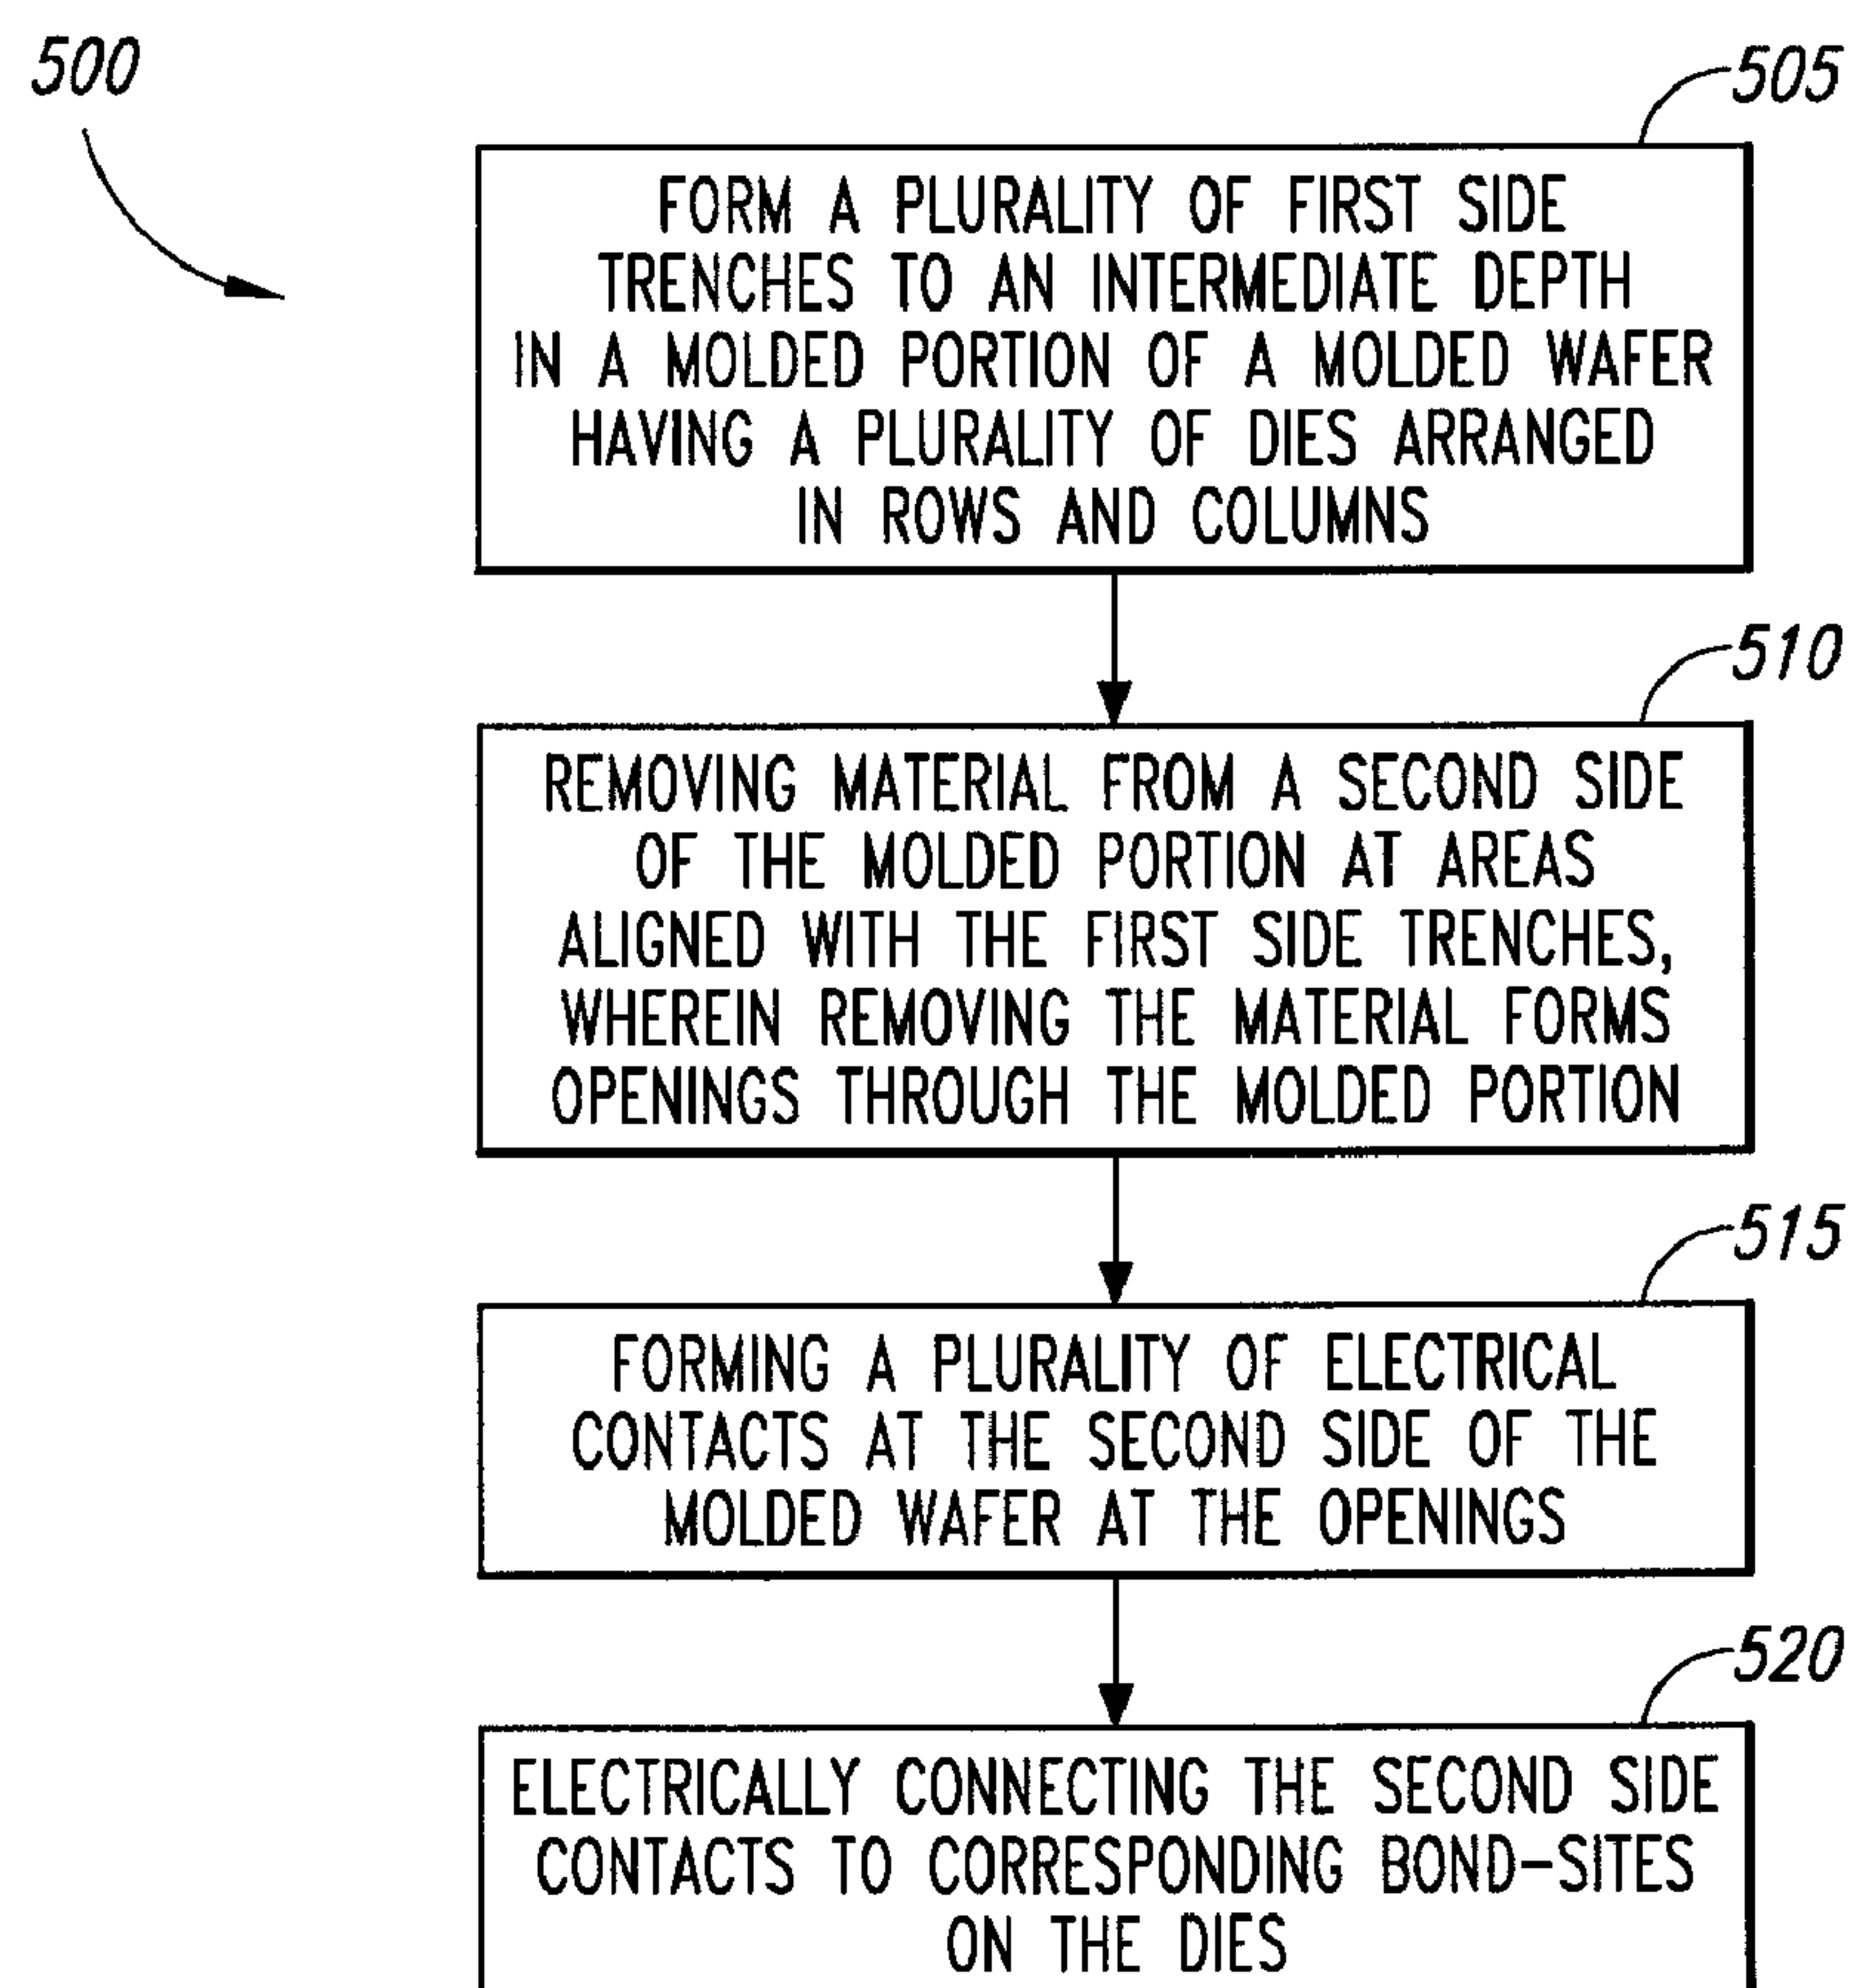 500
505
FORM A PLURALITY OF FIRST SIDE
TRENCHES TO AN INTERMEDIATE DEPTH
IN A MOLDED PORTION OF A MOLDED WAFER
HAVING A PLURALITY OF DIES ARRANGED
IN ROWS AND COLUMNS
510
REMOVING MATERIAL FROM A SECOND SIDE
OF THE MOLDED PORTION AT AREAS
ALIGNED WITH THE FIRST SIDE TRENCHES,
WHEREIN REMOVING THE MATERIAL FORMS
OPENINGS THROUGH THE MOLDED PORTION
515
FORMING A PLURALITY OF ELECTRICAL
CONTACTS AT THE SECOND SIDE OF THE
MOLDED WAFER AT THE OPENINGS
520
ELECTRICALLY CONNECTING THE SECOND SIDE
CONTACTS TO CORRESPONDING BOND-SITES
ON THE DIES